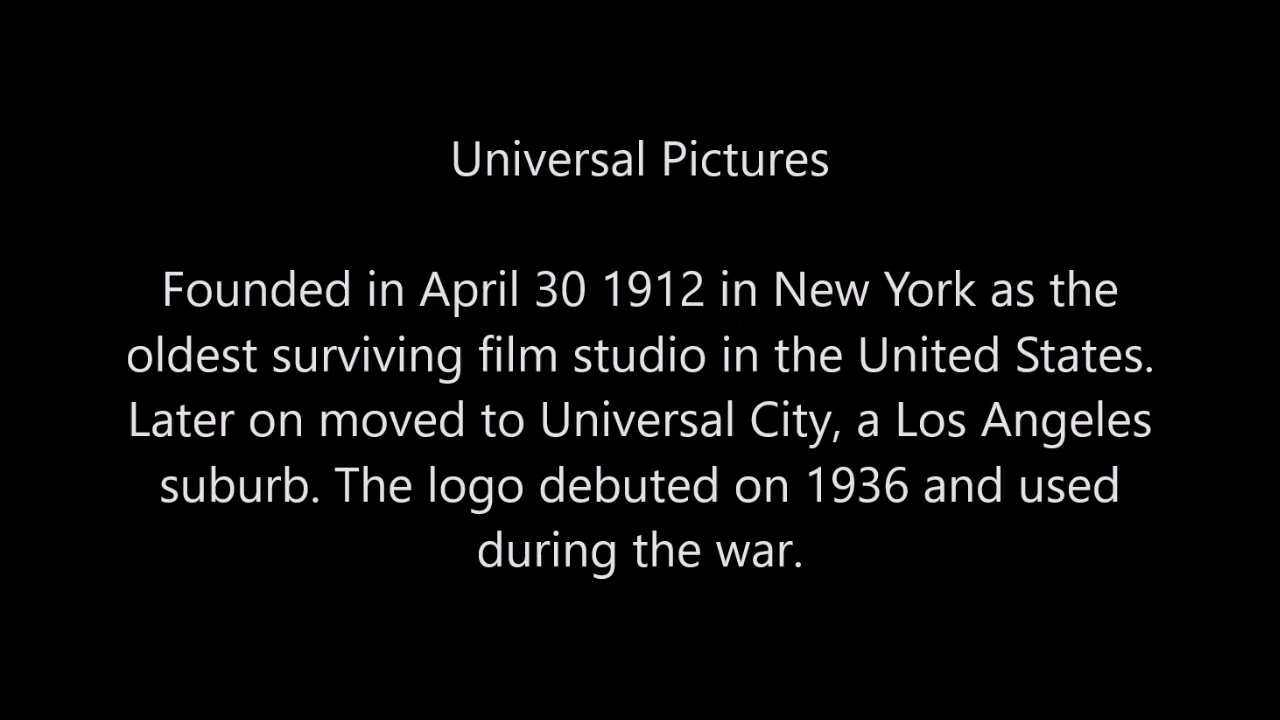 Universal Pictures
Founded in April 30 1912 in New York as the
oldest surviving film studio in the United States.
Later on moved to Universal City, a Los Angeles
suburb. The logo debuted on 1936 and used
during the war.